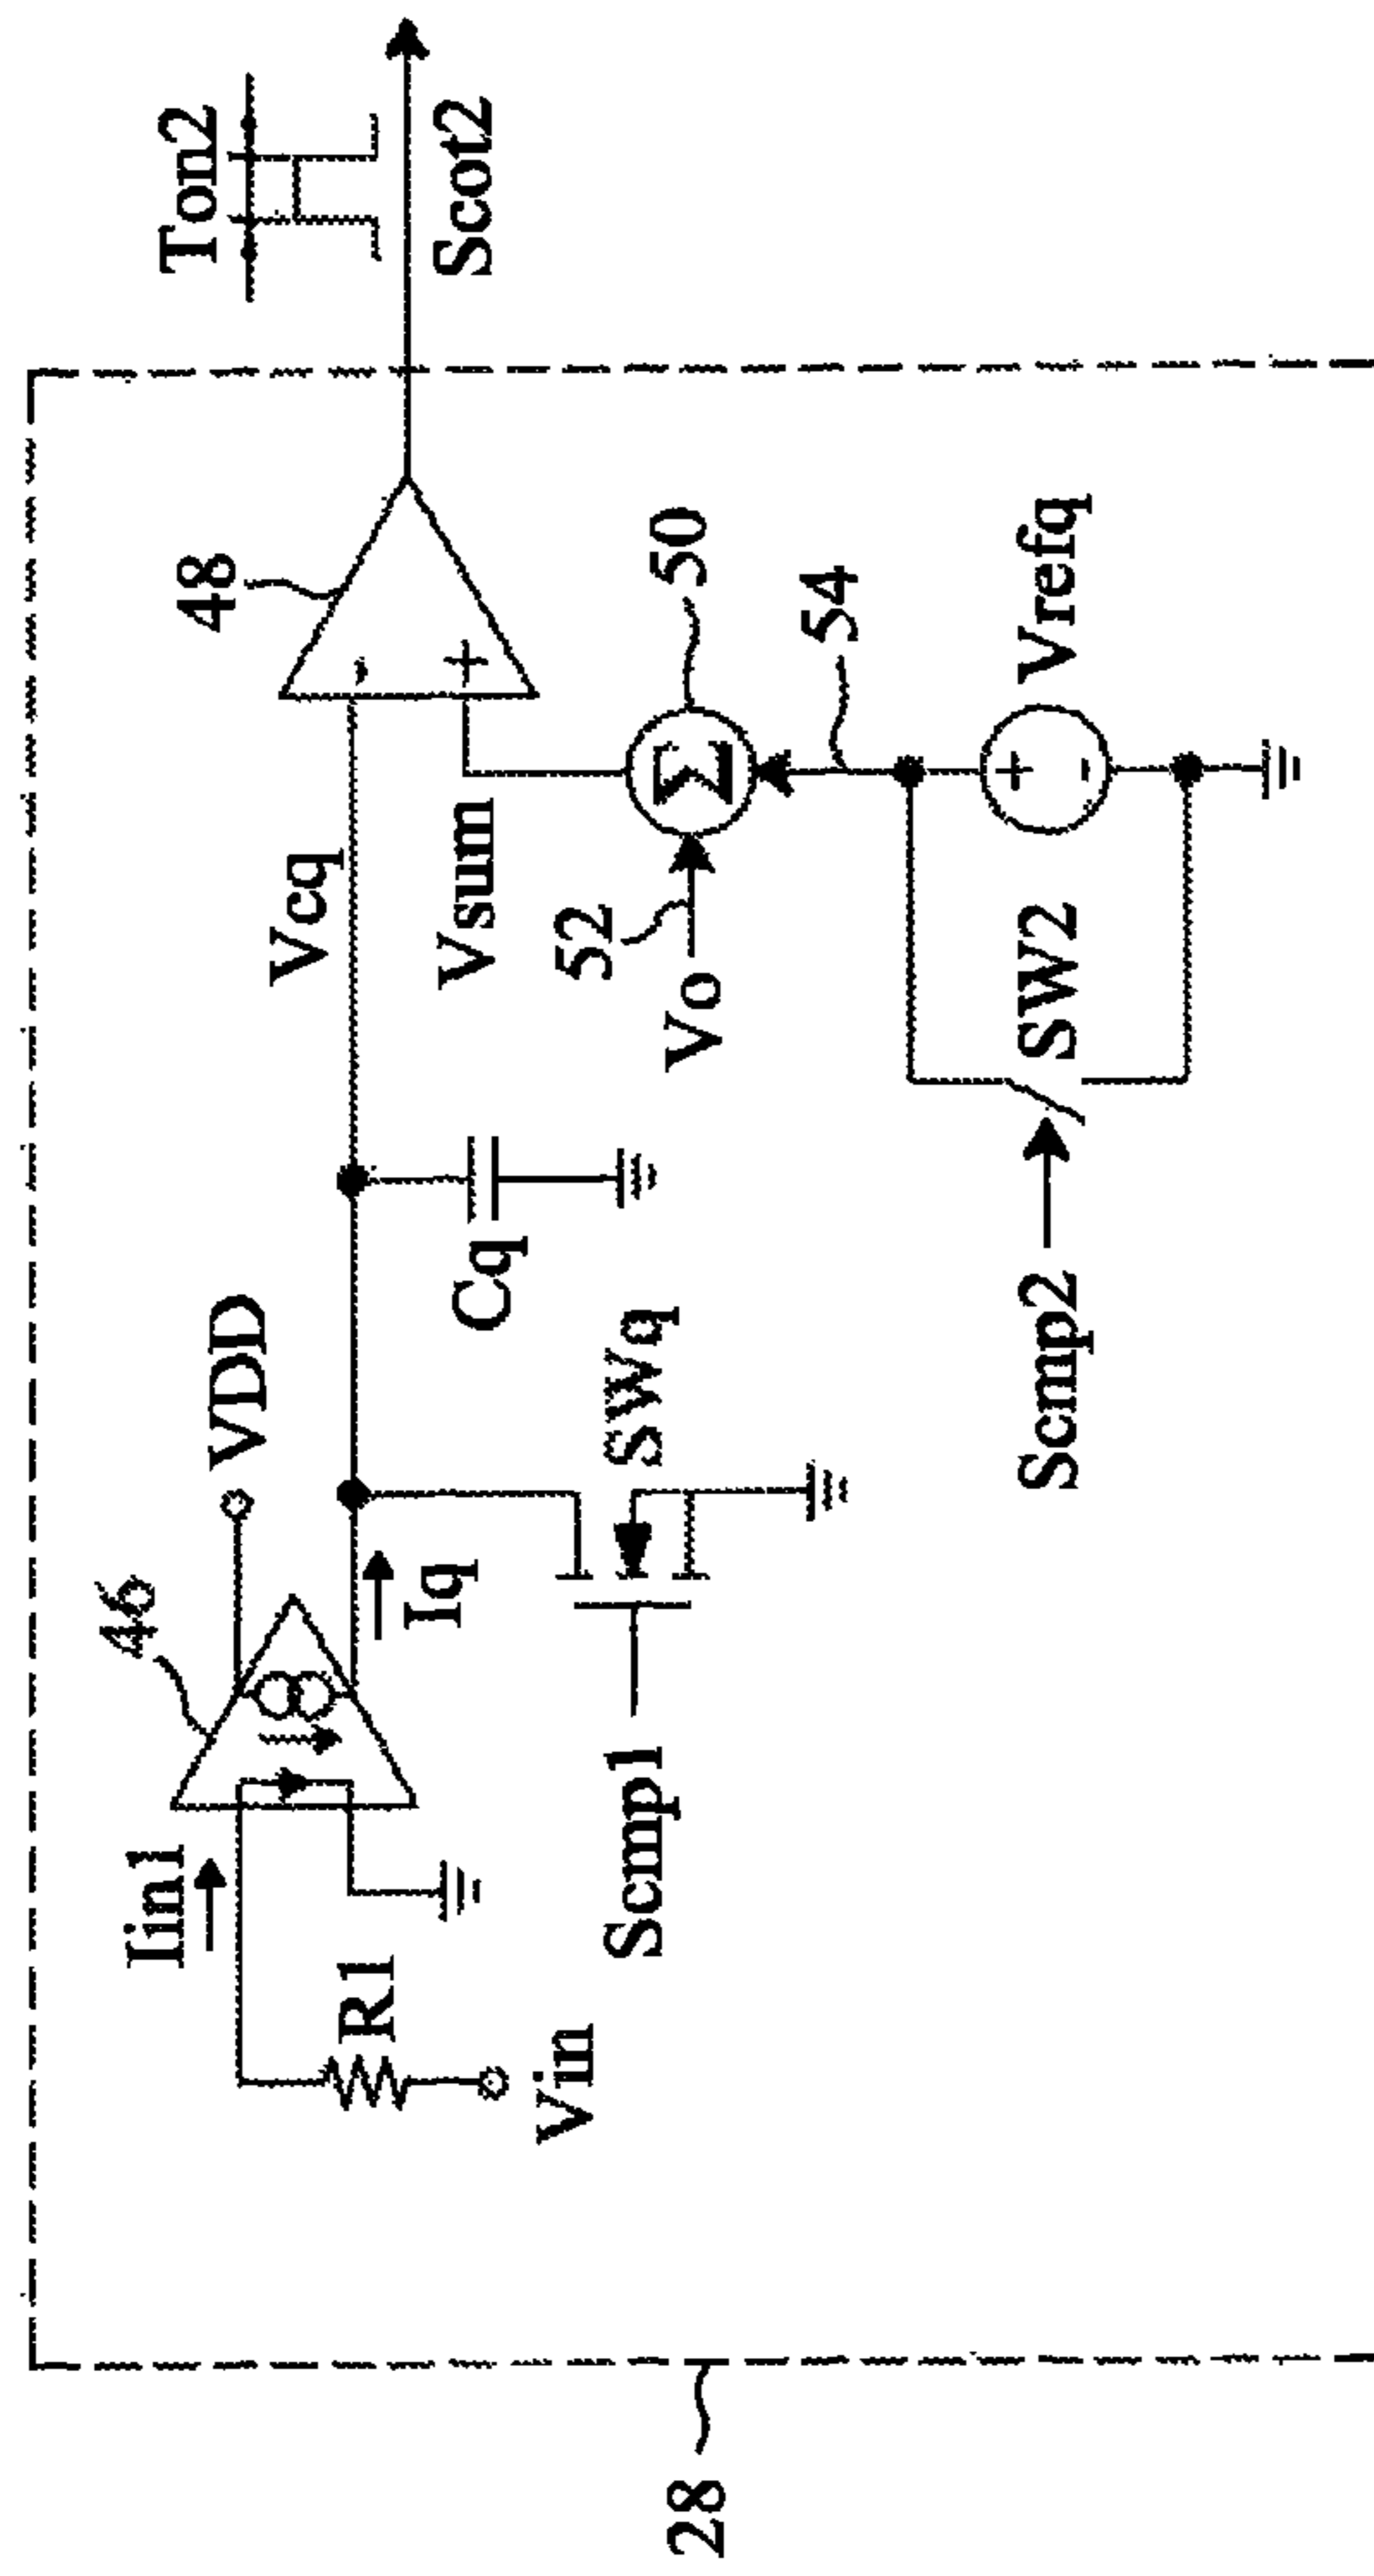 28
Vin
R1
Iin1
46
VDD
Iq
Scmp1
SWq
Cq
Vcq
Vsum
48
-
+
Σ
50
52
Vo
54
Scmp2
SW2
+
-
Vrefq
Ton2
Scot2